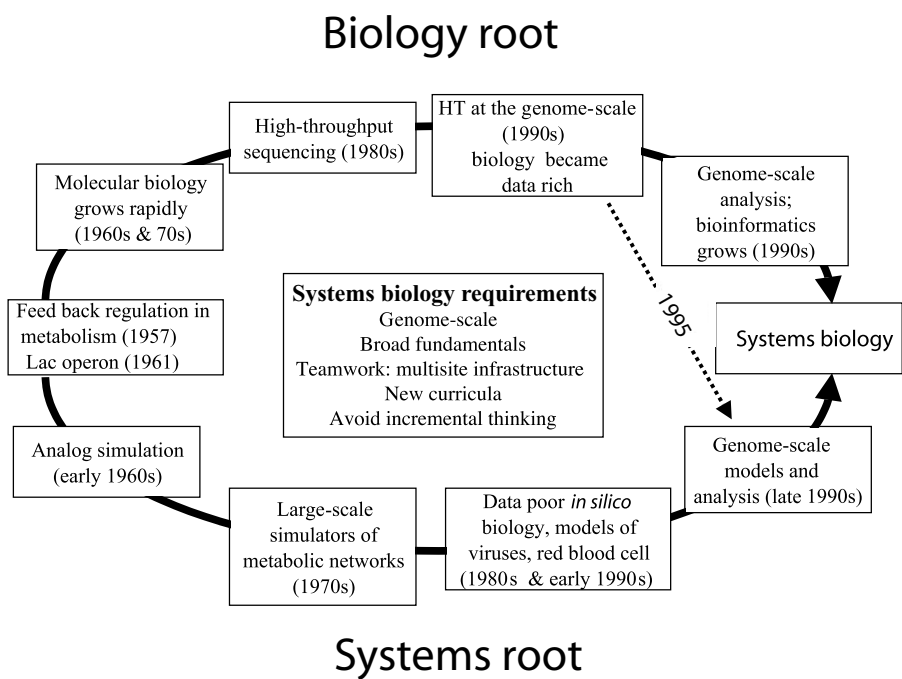 Biology root
High-throughput
sequencing (1980s)
HT at the genome-scale
(1990s)
biology became
data rich
Molecular biology
grows rapidly
(1960s & 70s)
Genome-scale
analysis;
bioinformatics
grows (1990s)
Feed back regulation in
metabolism (1957)
Lac operon (1961)
Systems biology requirements
Genome-scale
Broad fundamentals
Teamwork: multisite infrastructure
New curricula
Avoid incremental thinking
1995
Systems biology
Analog simulation
(early 1960s)
Large-scale
simulators of
metabolic networks
(1970s)
Data poor in silico
biology, models of
viruses, red blood cell
(1980s & early 1990s)
Genome-scale
models and
analysis (late 1990s)
Systems root